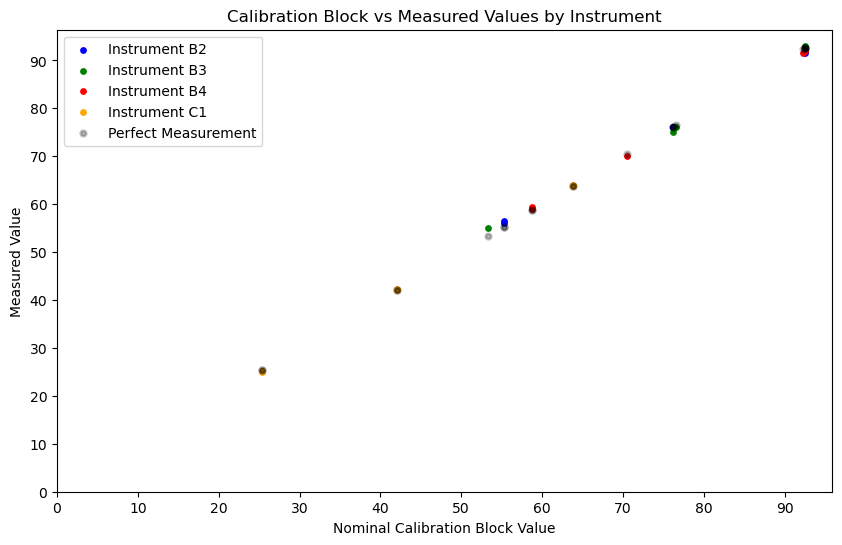 Calibration Block vs Measured Values by Instrument
Instrument B2
Instrument B3
Instrument B4
Instrument C1
Perfect Measurement
Measured Value
90
80
70
60
50
40
30
20
10
0
0 10 20 30 40 50 60 70 80 90
Nominal Calibration Block Value